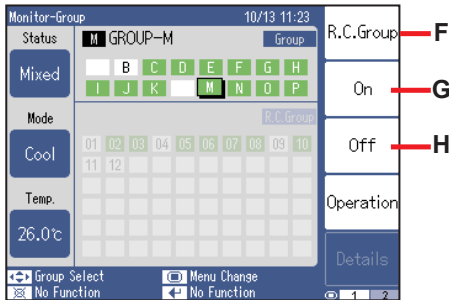 Monitor-Group 10/13 11:23
Status
Mixed
Mode
Cool
Temp.
26.0℃
M GROUP-M Group
B C D E F G H
I J K M N O P
R.C.Group
01 02 03 04 05 06 07 08 09 10
11 12
R.C.Group
On
Off
Operation
Details
F
G
H
Group Select Menu Change
No Function No Function
1 2